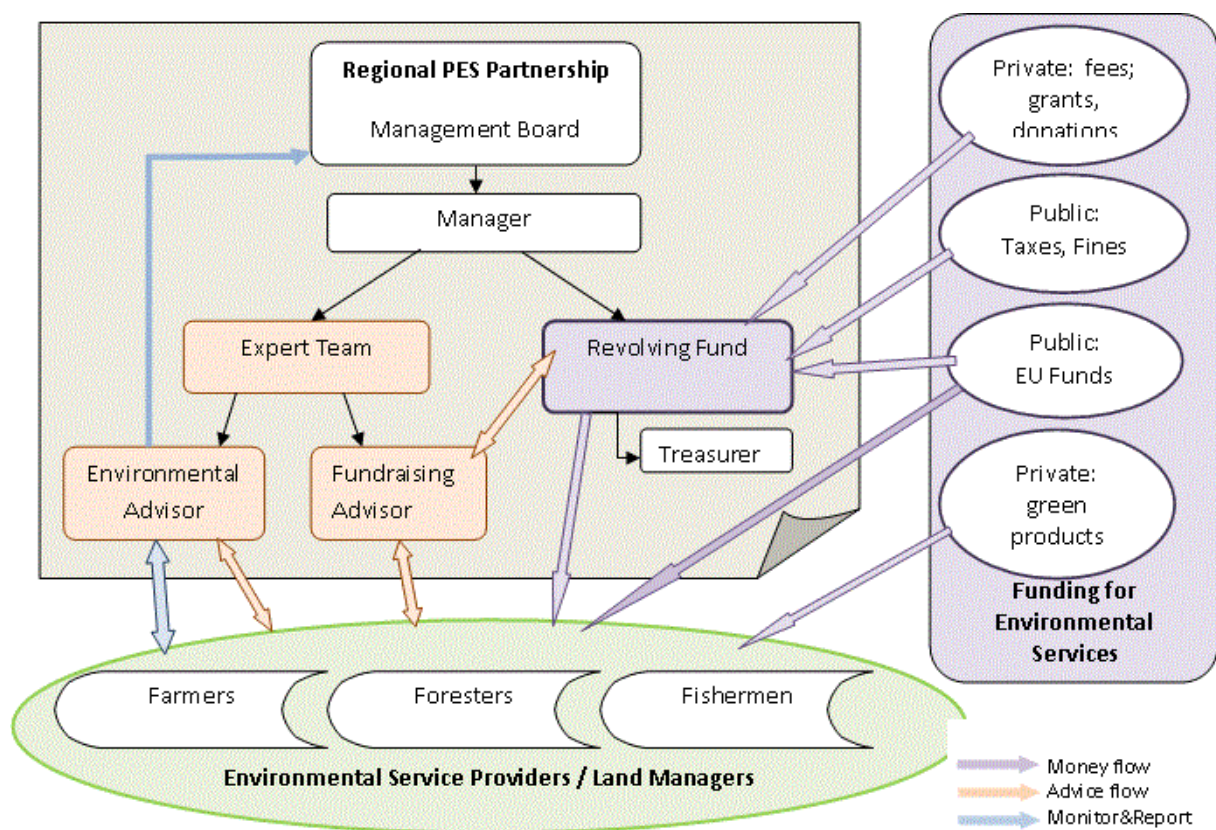 Regional PES Partnership
Management Board
Manager
Expert Team
Revolving Fund
Treasurer
Environmental
Advisor
Fundraising
Advisor
Private: fees;
grants,
donations
Public:
Taxes, Fines
Public:
EU Funds
Private:
green
products
Funding for
Environmental
Services
Farmers
Foresters
Fishermen
Environmental Service Providers / Land Managers
Money flow
Advice flow
Monitor&Report